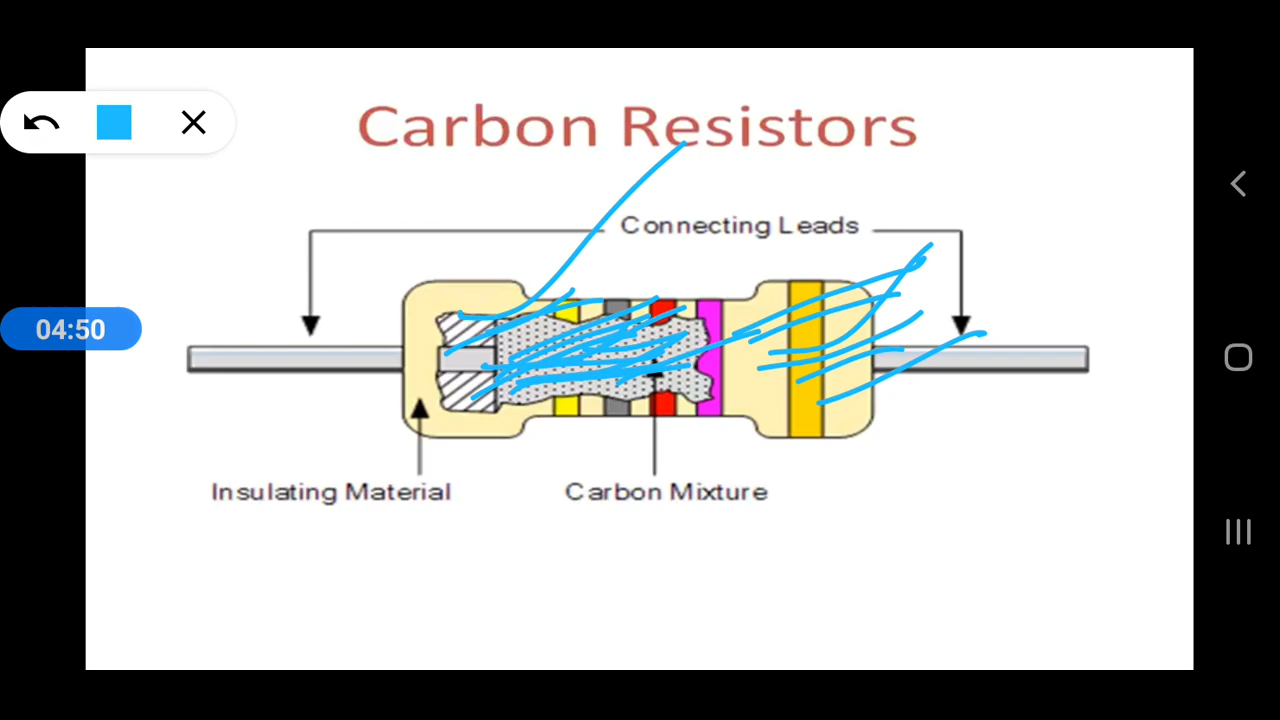 Carbon Resistors
Connecting Leads
04:50
Insulating Material
Carbon Mixture